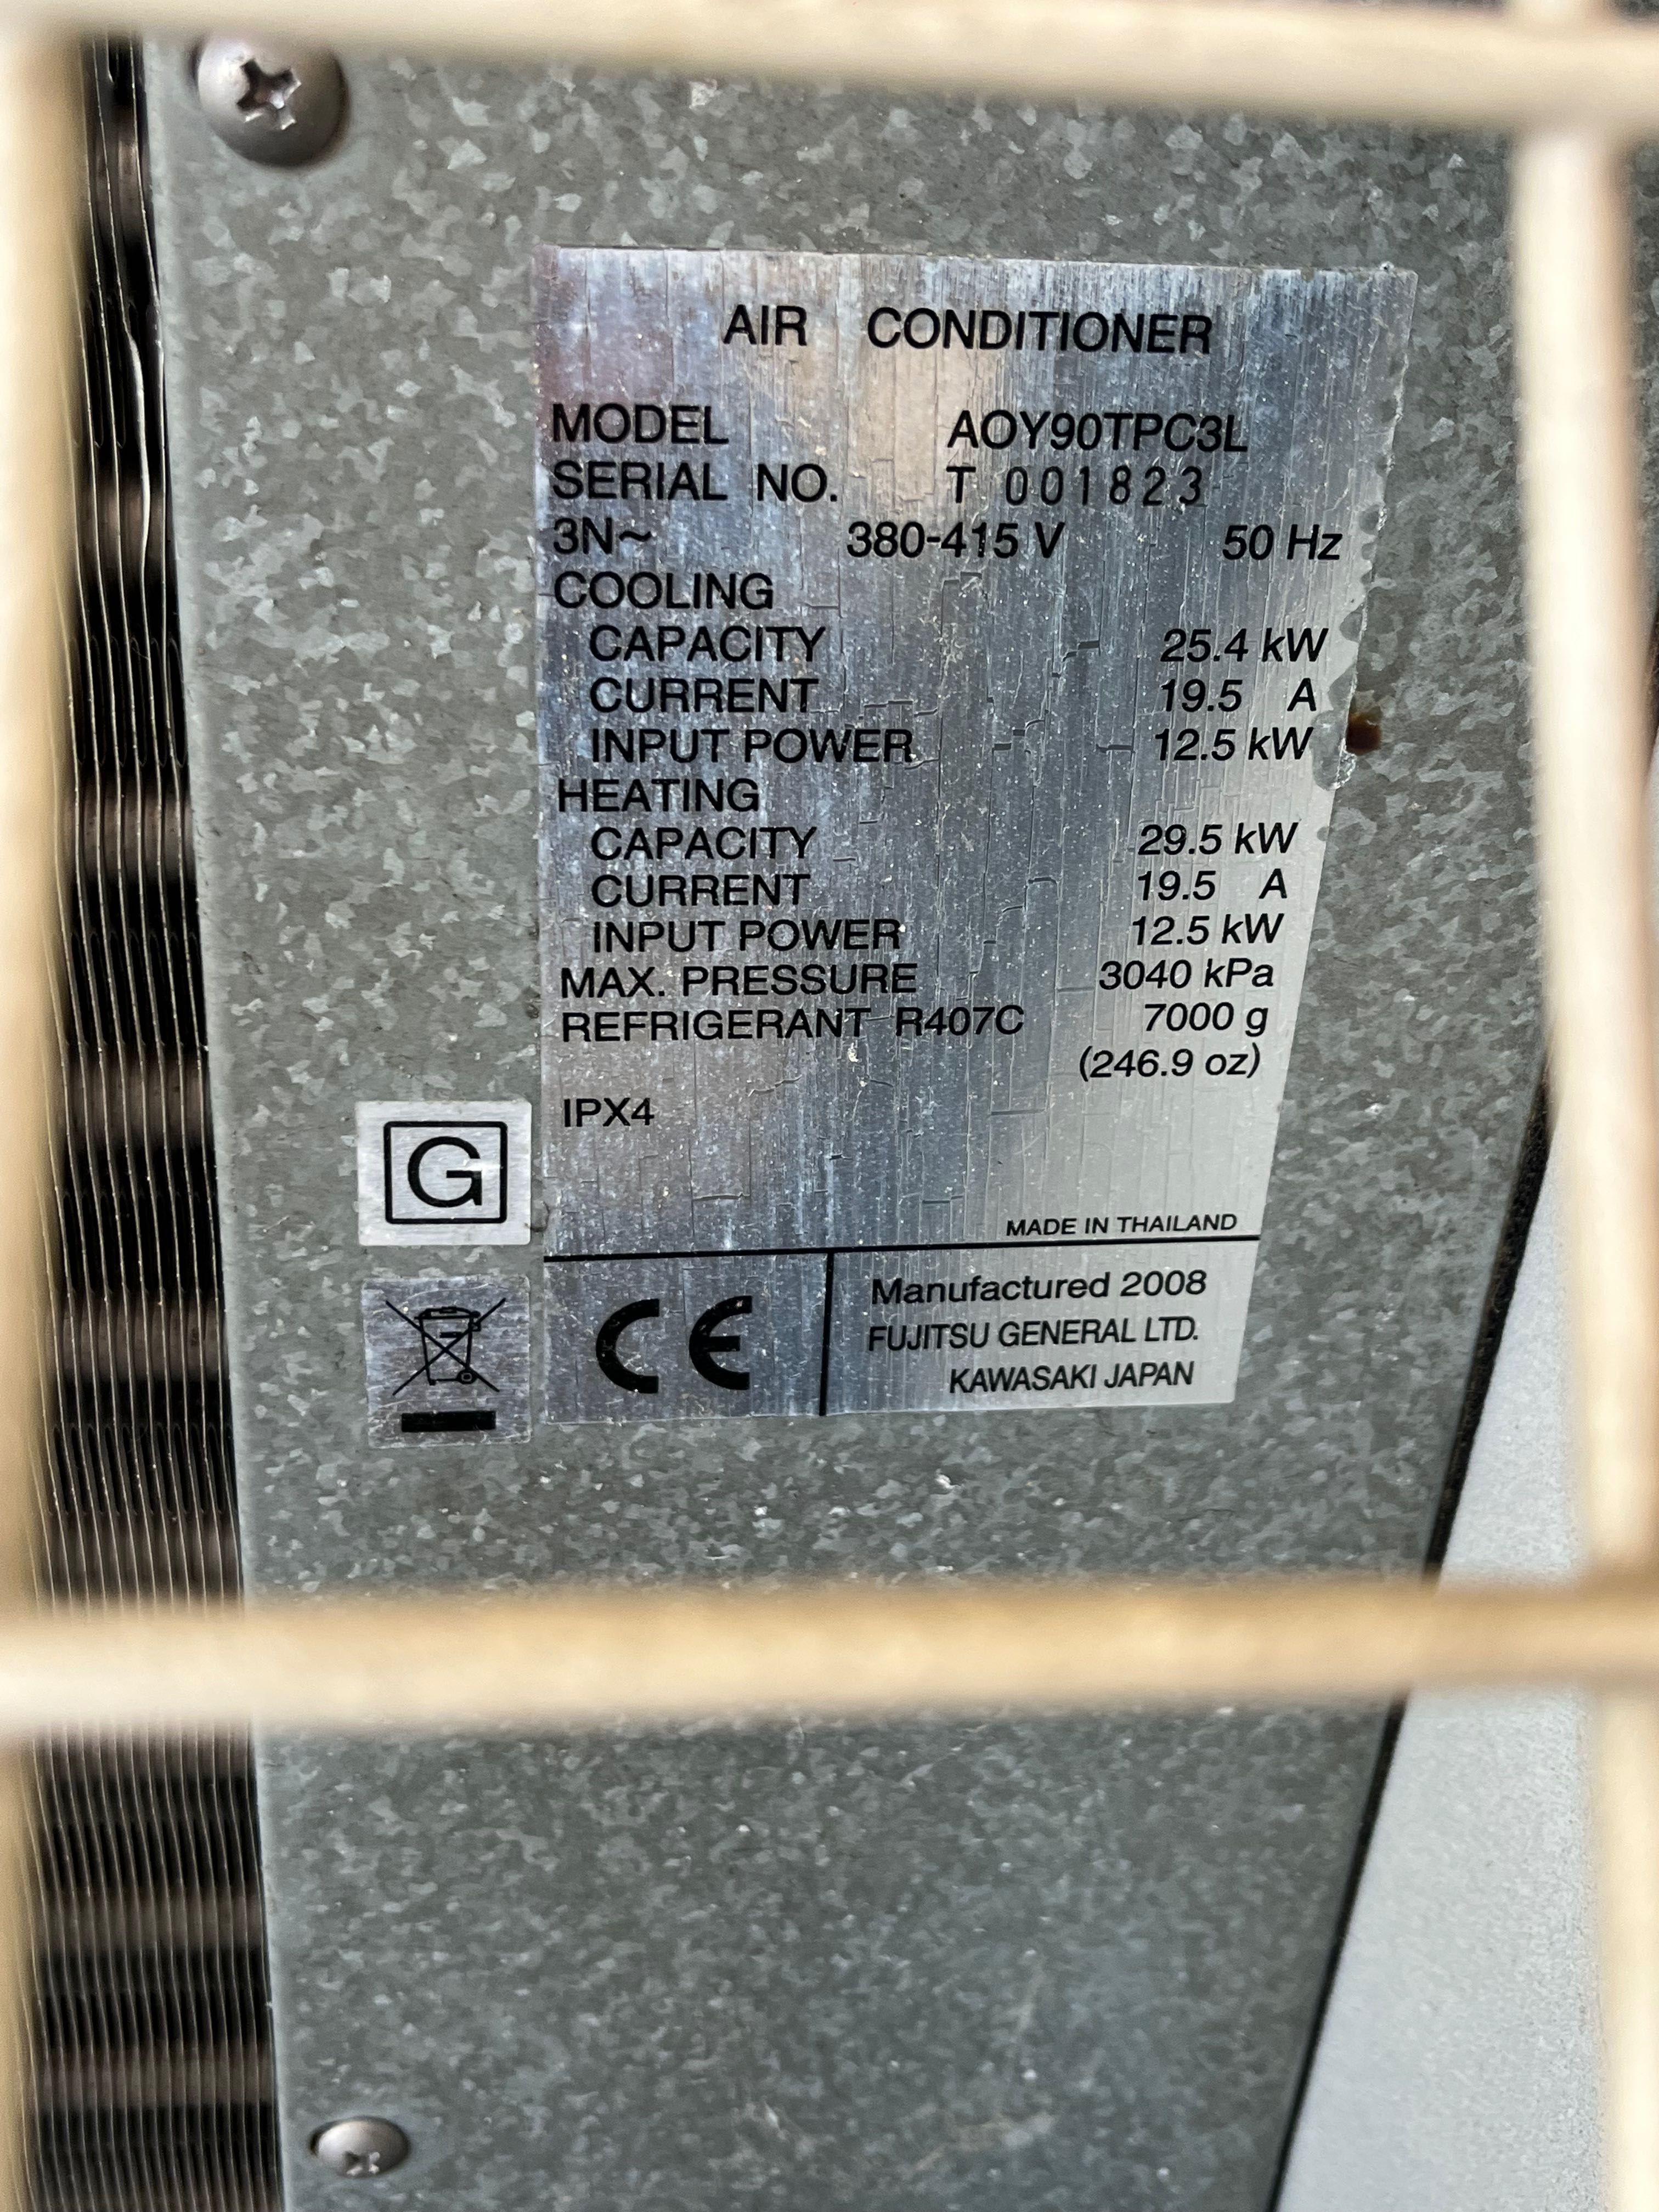 AIR CONDITIONER
MODEL AOY90TPC3L
SERIAL NO. T 001823
3N~ 380-415 V 50 Hz
COOLING
CAPACITY 25.4 kW
CURRENT 19.5 A
INPUT POWER 12.5 kW
HEATING
CAPACITY 29.5 kW
CURRENT 19.5 A
INPUT POWER 12.5 kW
MAX. PRESSURE 3040 kPa
REFRIGERANT R407C 7000 g
(246.9 oz)
IPX4
G
MADE IN THAILAND
CE
Manufactured 2008
FUJITSU GENERAL LTD.
KAWASAKI JAPAN